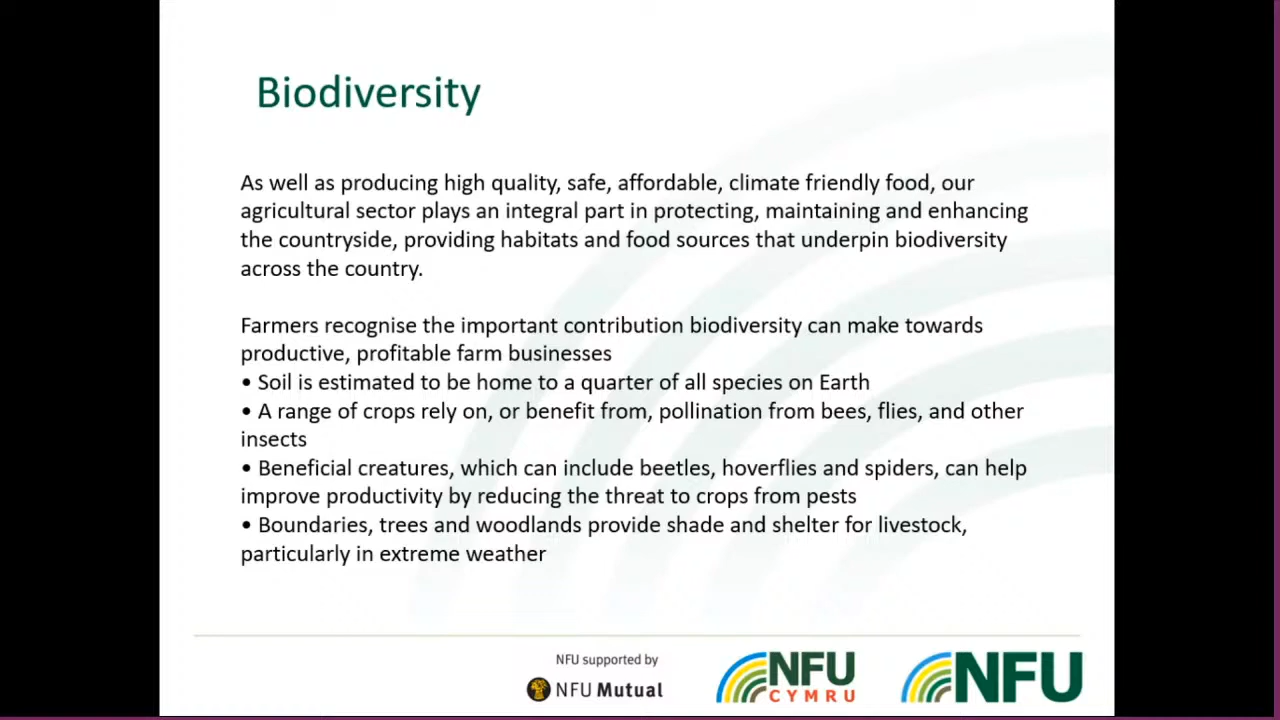 Biodiversity
As well as producing high quality, safe, affordable, climate friendly food, our
agricultural sector plays an integral part in protecting, maintaining and enhancing
the countryside, providing habitats and food sources that underpin biodiversity
across the country.
Farmers recognise the important contribution biodiversity can make towards
productive, profitable farm businesses
• Soil is estimated to be home to a quarter of all species on Earth
• A range of crops rely on, or benefit from, pollination from bees, flies, and other
insects
• Beneficial creatures, which can include beetles, hoverflies and spiders, can help
improve productivity by reducing the threat to crops from pests
• Boundaries, trees and woodlands provide shade and shelter for livestock,
particularly in extreme weather
NFU supported by
NFU Mutual
NFU
CYMRU
NFU